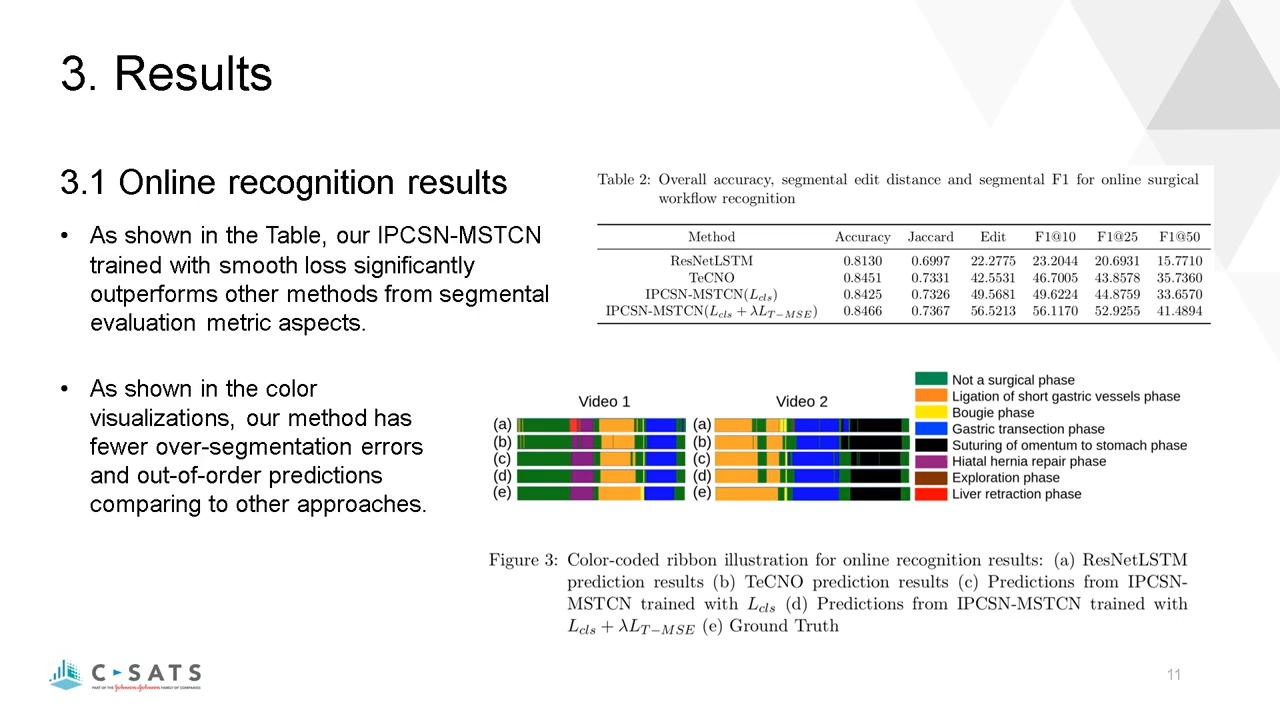 3. Results
3.1 Online recognition results
• As shown in the Table, our IPCSN-MSTCN
trained with smooth loss significantly
outperforms other methods from segmental
evaluation metric aspects.
• As shown in the color
visualizations, our method has
fewer over-segmentation errors
and out-of-order predictions
comparing to other approaches.
Table 2: Overall accuracy, segmental edit distance and segmental F1 for online surgical
workflow recognition
Method Accuracy Jaccard Edit F1@10 F1@25 F1@50
ResNetLSTM 0.8130 0.6997 22.2775 23.2044 20.6931 15.7710
TeCNO 0.8451 0.7331 42.5531 46.7005 43.8578 35.7360
IPCSN-MSTCN(Lcls) 0.8425 0.7326 49.5681 49.6224 44.8759 33.6570
IPCSN-MSTCN(Lcls + λLT−MSE) 0.8466 0.7367 56.5213 56.1170 52.9255 41.4894
Video 1
(a)
(b)
(c)
(d)
(e)
Video 2
(a)
(b)
(c)
(d)
(e)
Not a surgical phase
Ligation of short gastric vessels phase
Bougie phase
Gastric transection phase
Suturing of omentum to stomach phase
Hiatal hernia repair phase
Exploration phase
Liver retraction phase
Figure 3: Color-coded ribbon illustration for online recognition results: (a) ResNetLSTM
prediction results (b) TeCNO prediction results (c) Predictions from IPCSN-
MSTCN trained with Lcls (d) Predictions from IPCSN-MSTCN trained with
Lcls + λLT−MSE (e) Ground Truth
C-SATS
PART OF THE Johnson & Johnson FAMILY OF COMPANIES
11